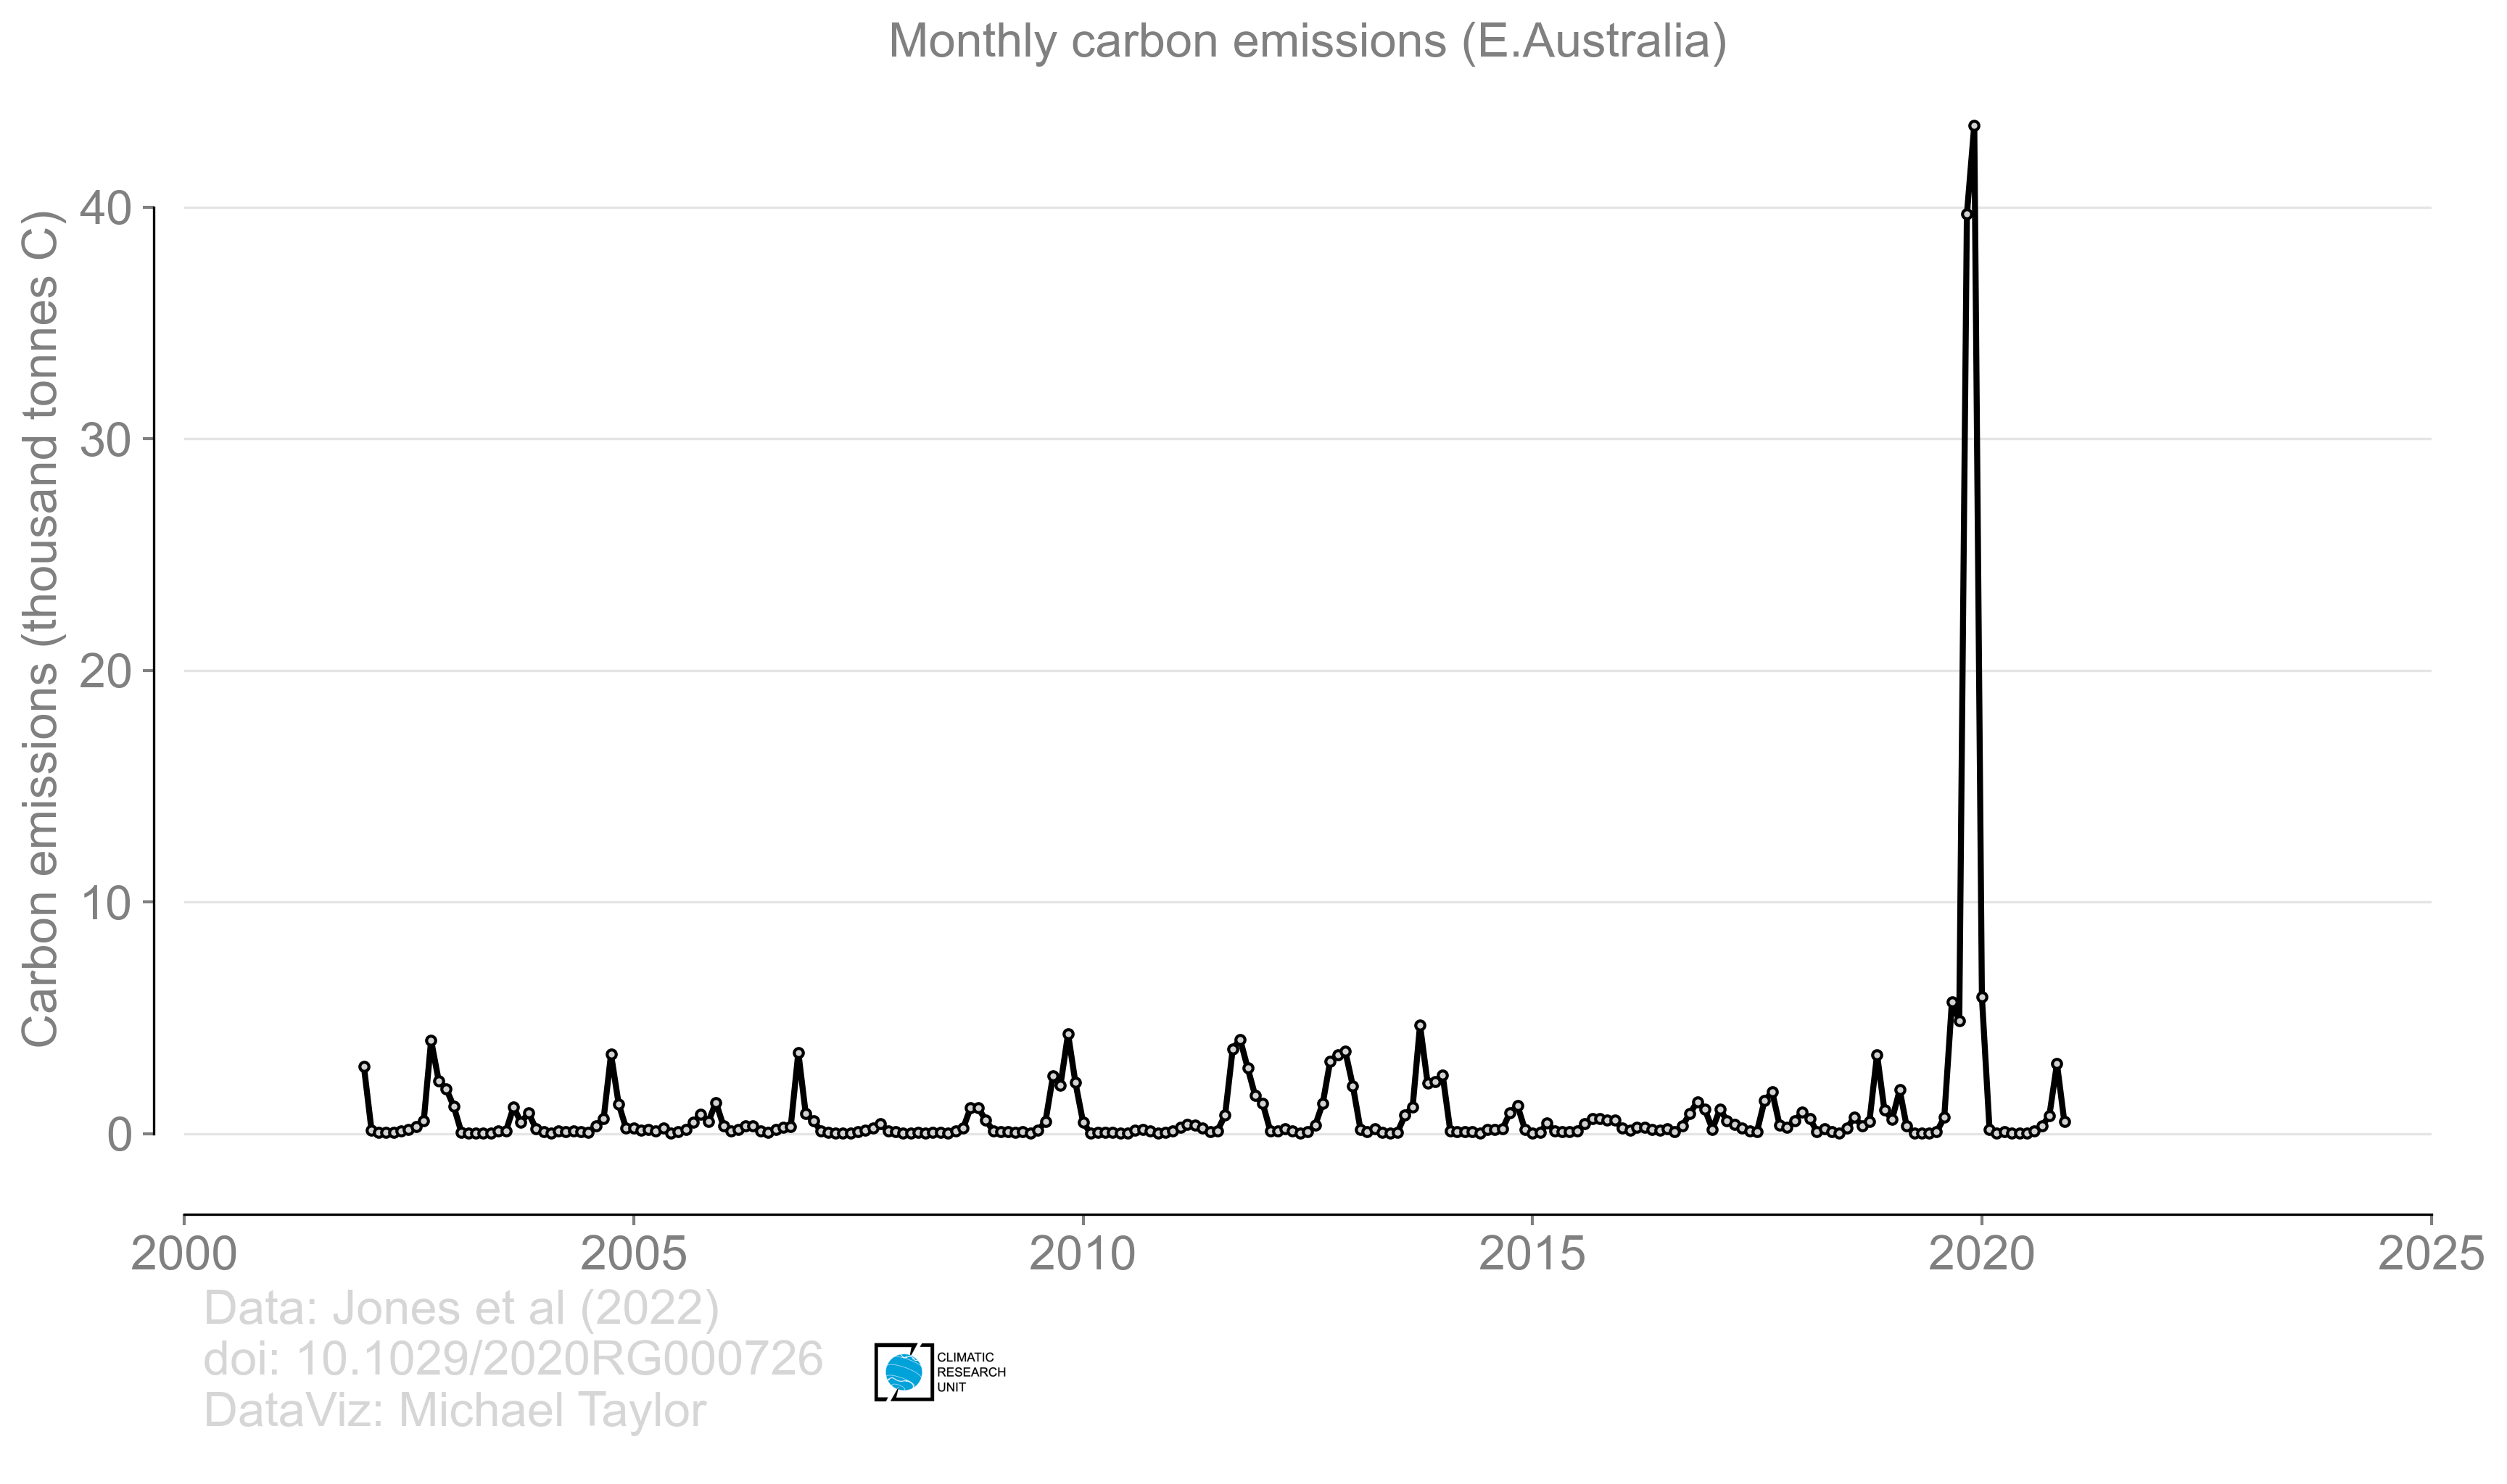 Monthly carbon emissions (E.Australia)
Carbon emissions (thousand tonnes C)
40
30
20
10
0
2000 2005 2010 2015 2020 2025
Data: Jones et al (2022)
doi: 10.1029/2020RG000726
DataViz: Michael Taylor
CLIMATIC
RESEARCH
UNIT